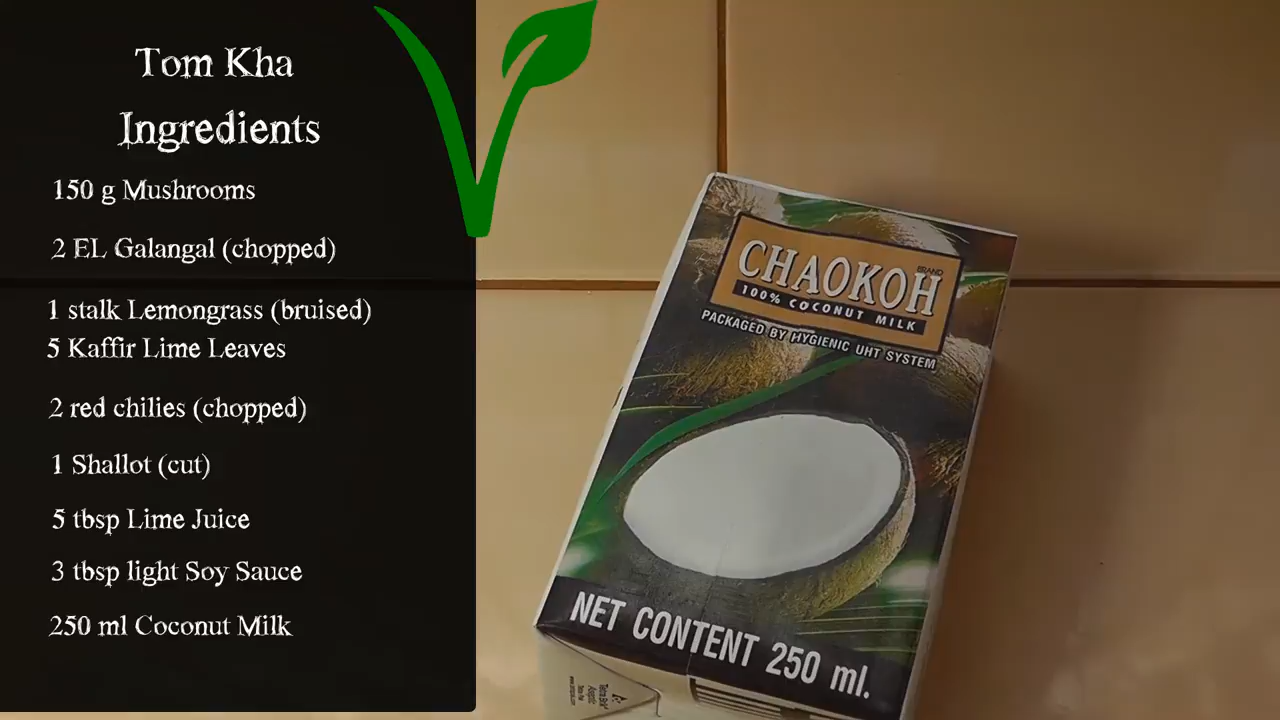 Tom Kha
Ingredients
150 g Mushrooms
2 EL Galangal (chopped)
1 stalk Lemongrass (bruised)
5 Kaffir Lime Leaves
2 red chilies (chopped)
1 Shallot (cut)
5 tbsp Lime Juice
3 tbsp light Soy Sauce
250 ml Coconut Milk
CHAOKOH
BRAND
100% COCONUT MILK
PACKAGED BY HYGIENIC UHT SYSTEM
NET CONTENT 250 ml.